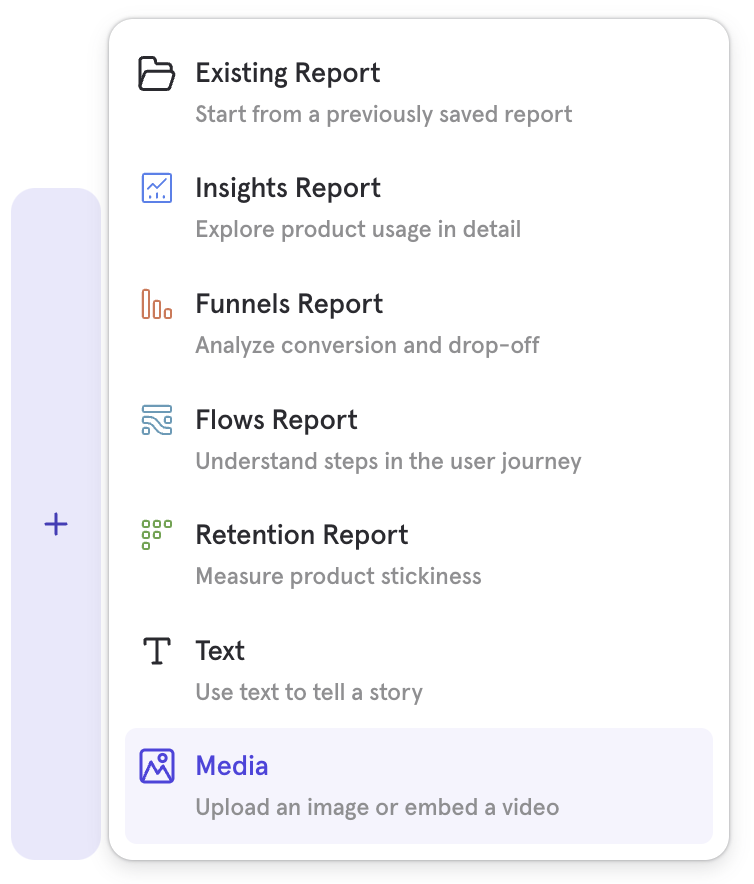 Existing Report
Start from a previously saved report
Insights Report
Explore product usage in detail
Funnels Report
Analyze conversion and drop-off
Flows Report
Understand steps in the user journey
Retention Report
Measure product stickiness
Text
Use text to tell a story
Media
Upload an image or embed a video